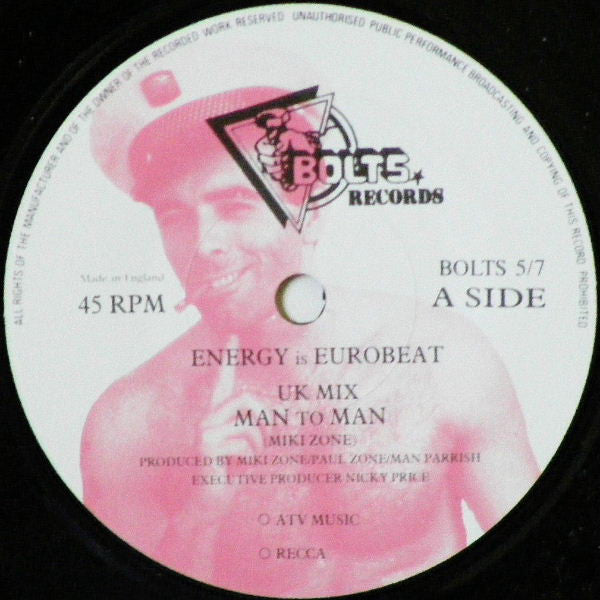 ALL RIGHTS OF THE MANUFACTURER AND OF THE OWNER OF THE RECORDED WORK RESERVED UNAUTHORISED PUBLIC PERFORMANCE BROADCASTING AND COPYING OF THIS RECORD PROHIBITED
BOLTS
RECORDS
Made in England
45 RPM
BOLTS 5/7
A SIDE
ENERGY is EUROBEAT
UK MIX
MAN TO MAN
(MIKI ZONE)
PRODUCED BY MIKI ZONE/PAUL ZONE/MAN PARRISH
EXECUTIVE PRODUCER NICKY PRICE
ATV MUSIC
RECCA